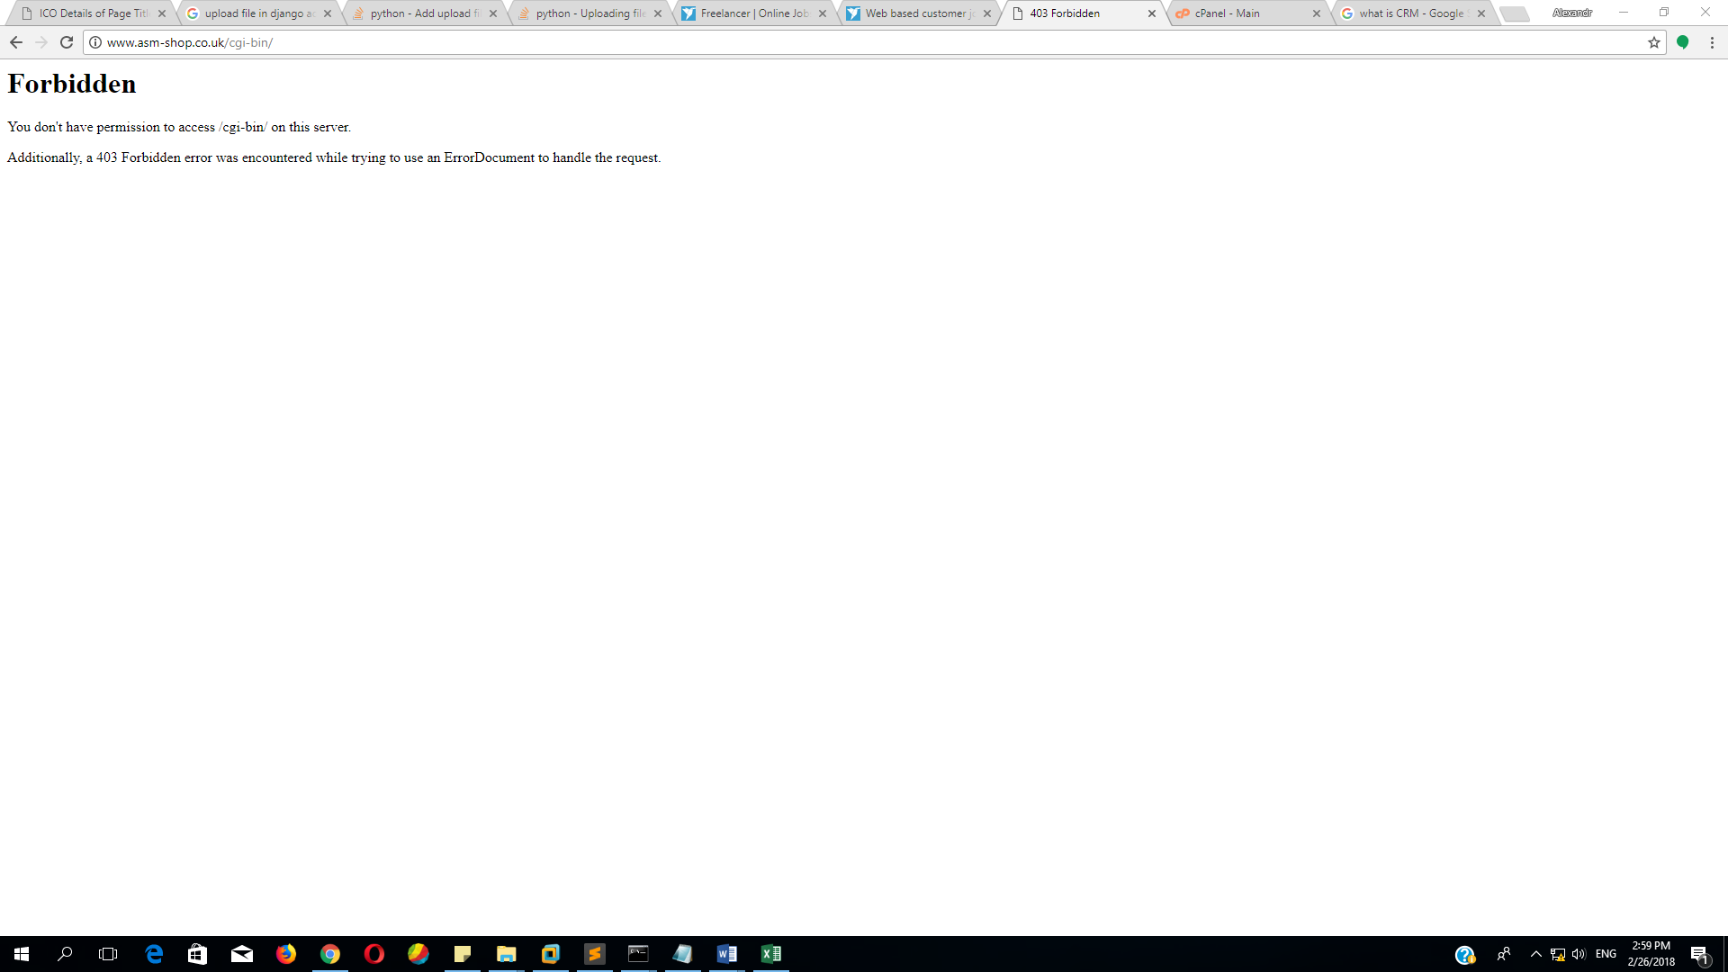 ICO Details of Page Titl
upload file in django ad
python - Add upload fi
python - Uploading file
Freelancer | Online Job
Web based customer jo
403 Forbidden
cPanel - Main
what is CRM - Google S
Alexandr
www.asm-shop.co.uk/cgi-bin/
Forbidden
You don't have permission to access /cgi-bin/ on this server.
Additionally, a 403 Forbidden error was encountered while trying to use an ErrorDocument to handle the request.
ENG
2:59 PM
2/26/2018
1